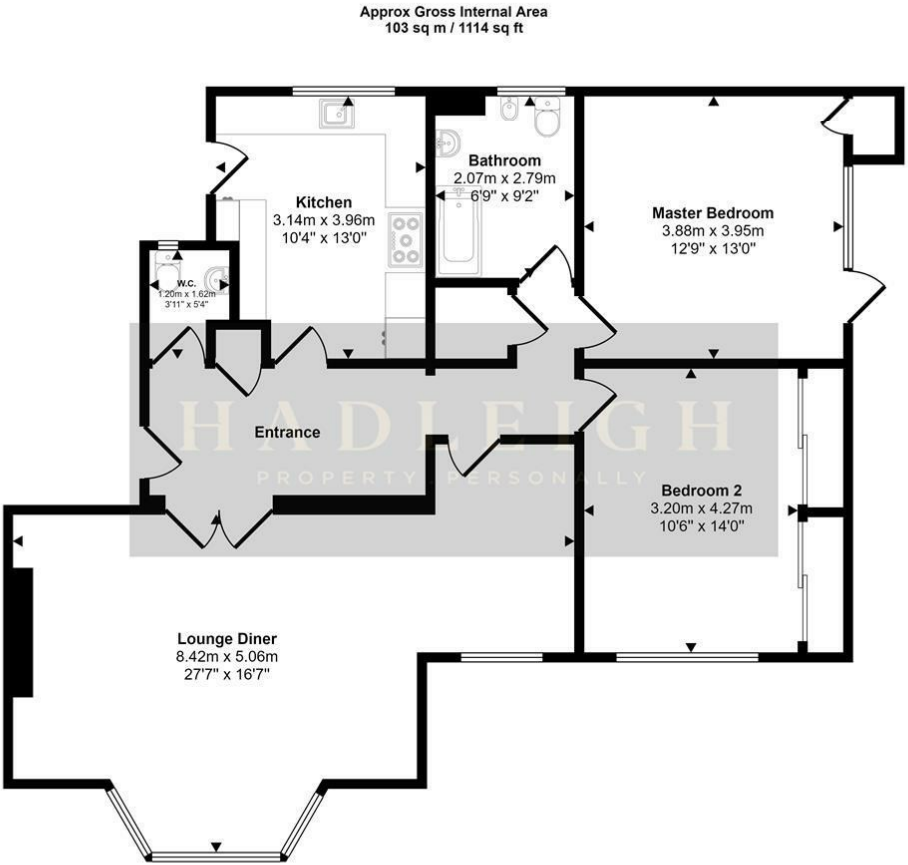 Approx Gross Internal Area
103 sq m / 1114 sq ft
Kitchen
3.14m x 3.96m
10'4" x 13'0"
Bathroom
2.07m x 2.79m
6'9" x 9'2"
Master Bedroom
3.88m x 3.95m
12'9" x 13'0"
W.C.
1.20m x 1.62m
3'11" x 5'4"
HADLEIGH
PROPERTY. PERSONALLY
Entrance
Bedroom 2
3.20m x 4.27m
10'6" x 14'0"
Lounge Diner
8.42m x 5.06m
27'7" x 16'7"